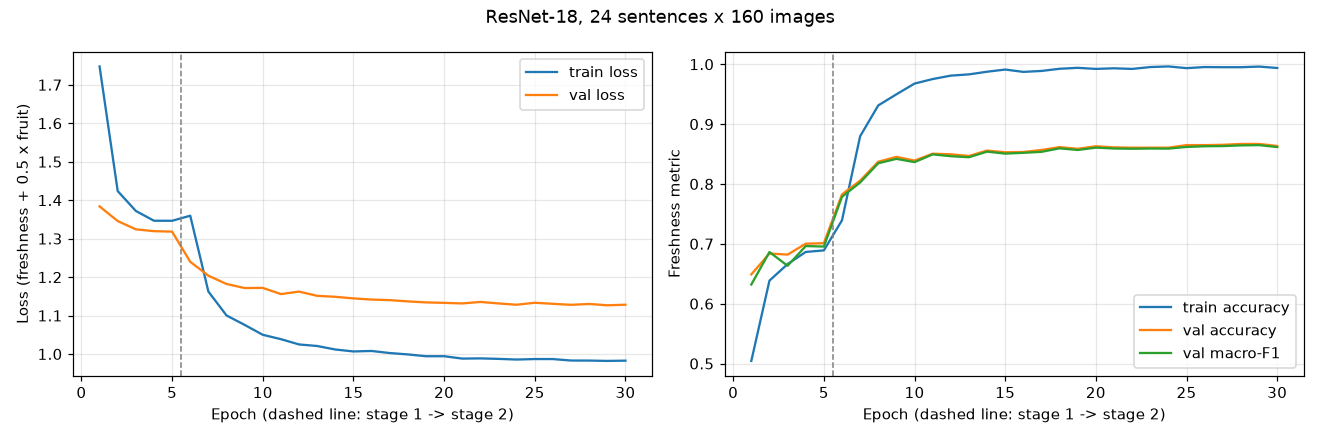 ResNet-18, 24 sentences x 160 images
Loss (freshness + 0.5 x fruit)
1.7
1.6
1.5
1.4
1.3
1.2
1.1
1.0
train loss
val loss
0 5 10 15 20 25 30
Epoch (dashed line: stage 1 -> stage 2)
Freshness metric
1.0
0.9
0.8
0.7
0.6
0.5
train accuracy
val accuracy
val macro-F1
0 5 10 15 20 25 30
Epoch (dashed line: stage 1 -> stage 2)